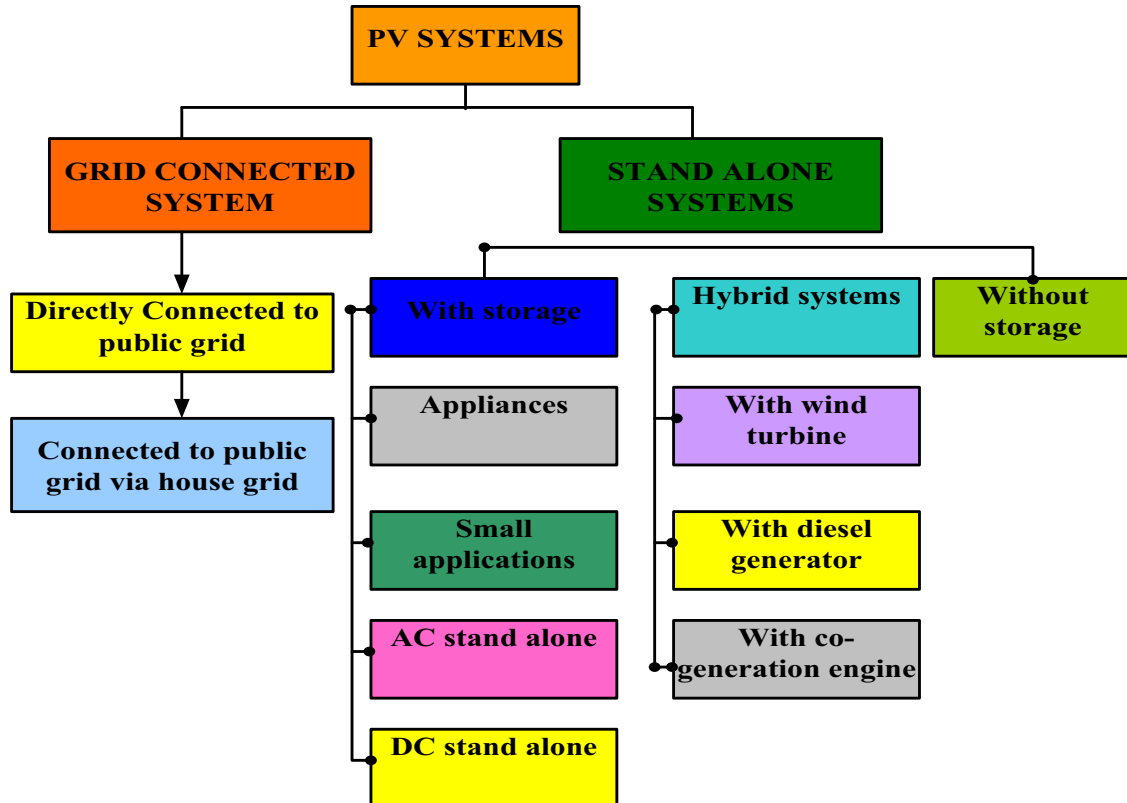 PV SYSTEMS
GRID CONNECTED
SYSTEM
STAND ALONE
SYSTEMS
Directly Connected to
public grid
Connected to public
grid via house grid
With storage
Appliances
Small
applications
AC stand alone
DC stand alone
Hybrid systems
With wind
turbine
With diesel
generator
With co-
generation engine
Without
storage